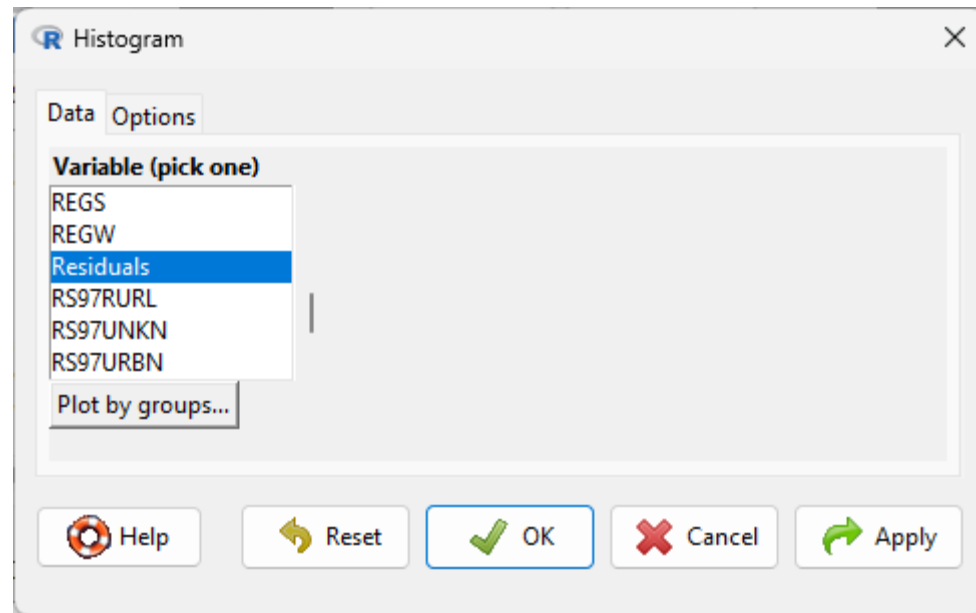 Histogram
Data Options
Variable (pick one)
REGS
REGW
Residuals
RS97RURL
RS97UNKN
RS97URBN
Plot by groups...
Help Reset OK Cancel Apply